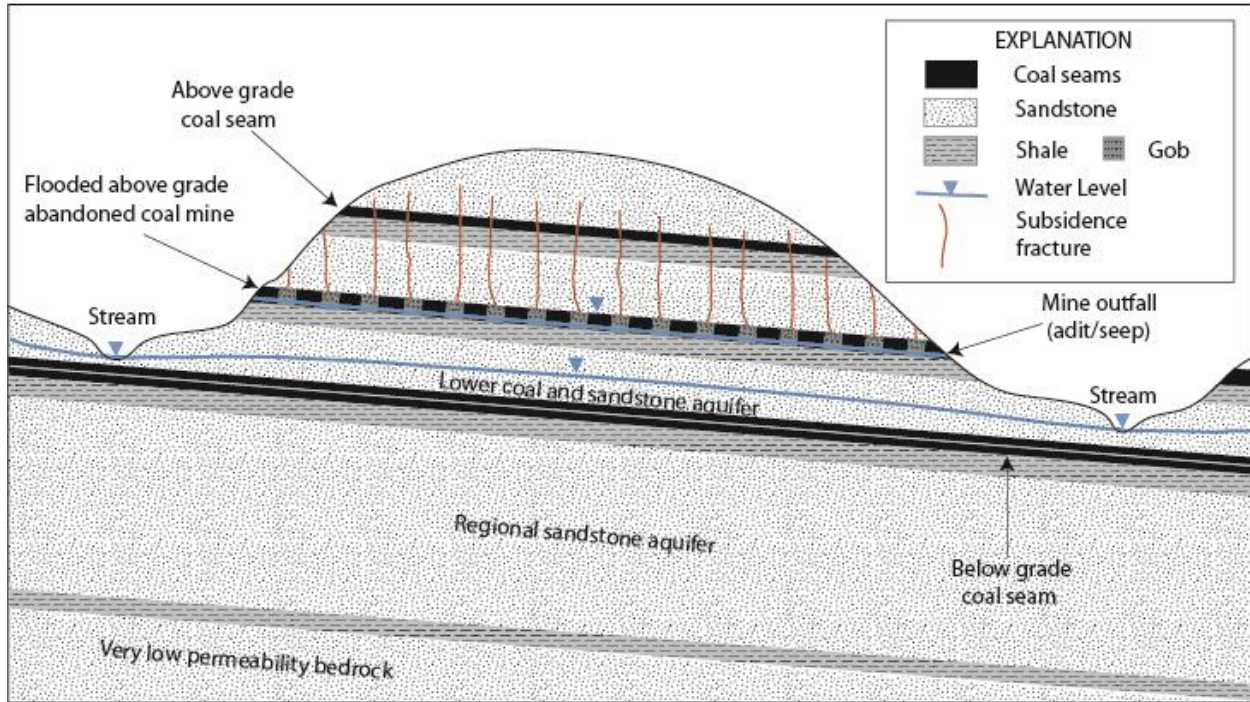 EXPLANATION
Coal seams
Sandstone
Shale
Gob
Water Level
Subsidence
fracture
Above grade
coal seam
Flooded above grade
abandoned coal mine
Stream
Mine outfall
(adit/seep)
Stream
Lower coal and sandstone aquifer
Regional sandstone aquifer
Below grade
coal seam
Very low permeability bedrock